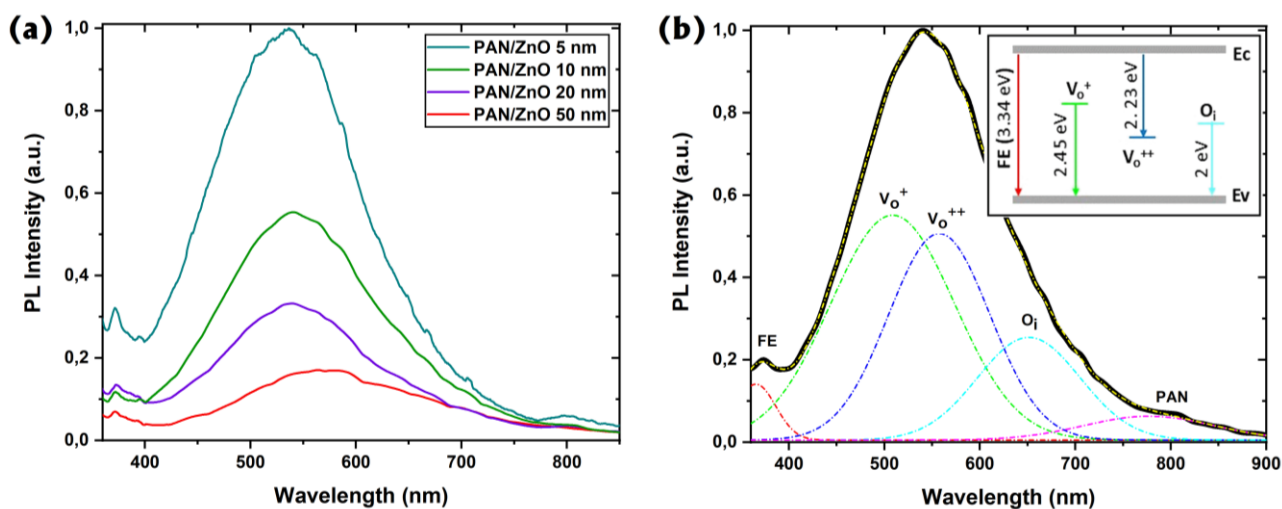 (a)
PL Intensity (a.u.)
1,0
0,8
0,6
0,4
0,2
0,0
PAN/ZnO 5 nm
PAN/ZnO 10 nm
PAN/ZnO 20 nm
PAN/ZnO 50 nm
400 500 600 700 800
Wavelength (nm)
(b)
PL Intensity (a.u.)
1,0
0,8
0,6
0,4
0,2
0,0
Ec
FE (3.34 eV)
Vo+
2.45 eV
2.23 eV
Vo++
Oi
2 eV
Ev
Vo+
Vo++
Oi
FE
PAN
400 500 600 700 800 900
Wavelength (nm)